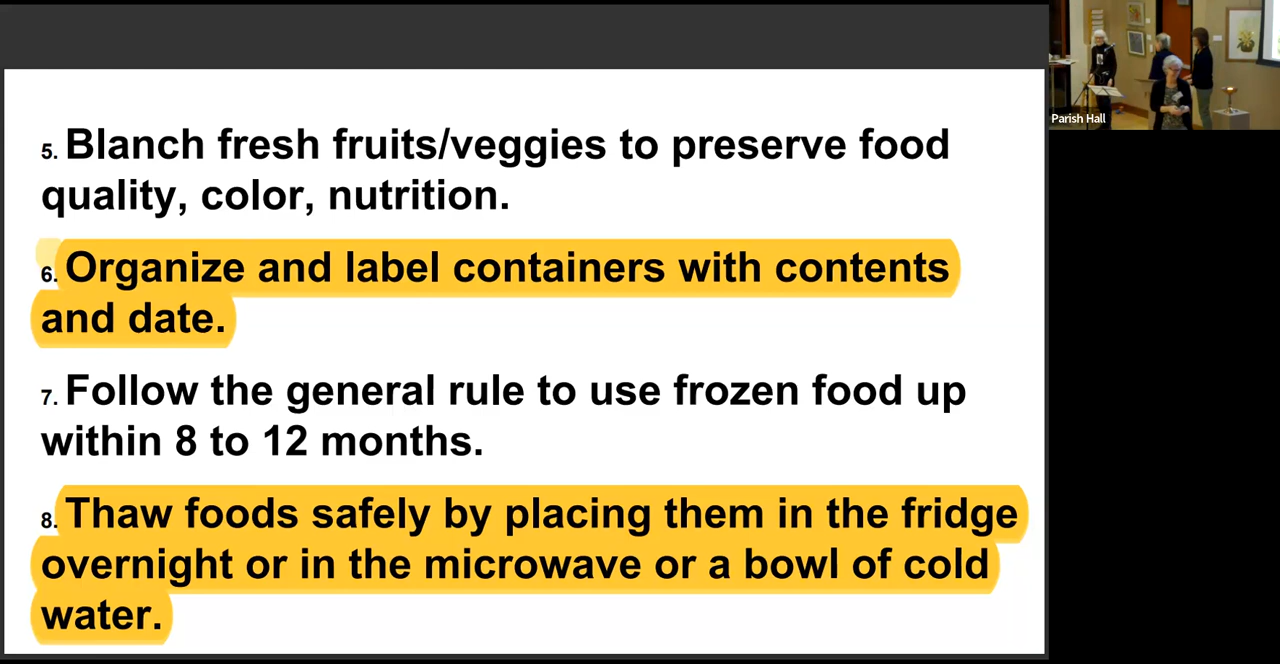 5. Blanch fresh fruits/veggies to preserve food
quality, color, nutrition.
6. Organize and label containers with contents
and date.
7. Follow the general rule to use frozen food up
within 8 to 12 months.
8. Thaw foods safely by placing them in the fridge
overnight or in the microwave or a bowl of cold
water.
Parish Hall